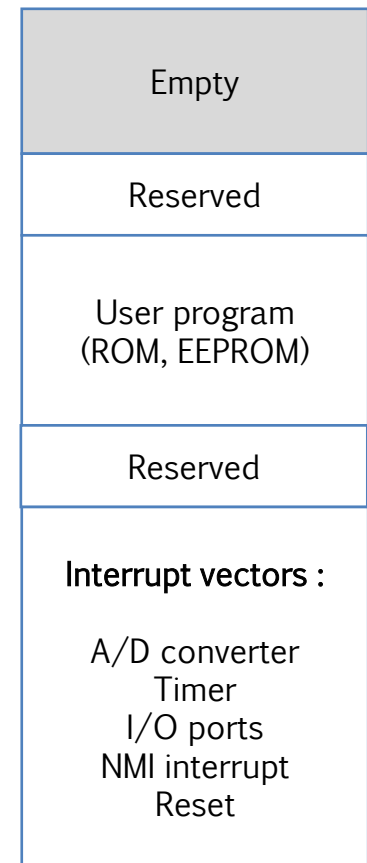 Empty
Reserved
User program
(ROM, EEPROM)
Reserved
Interrupt vectors :
A/D converter
Timer
I/O ports
NMI interrupt
Reset